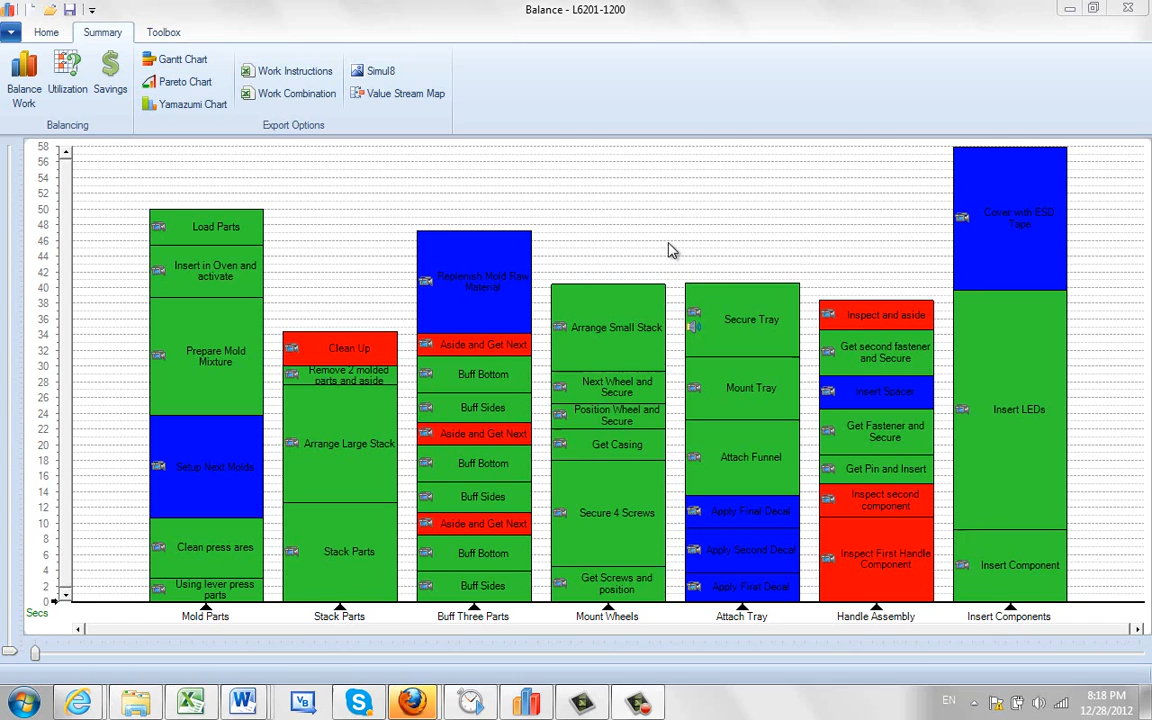 Balance - L6201-1200
Home
Summary
Toolbox
Balance
Work
Utilization
Savings
Balancing
Gantt Chart
Pareto Chart
Yamazumi Chart
Work Instructions
Work Combination
Simul8
Value Stream Map
Export Options
58
56
54
52
50
48
46
44
42
40
38
36
34
32
30
28
26
24
22
20
18
16
14
12
10
8
6
4
2
0
Secs
Load Parts
Insert in Oven and
activate
Prepare Mold
Mixture
Setup Next Molds
Clean press ares
Using lever press
parts
Mold Parts
Clean Up
Remove 2 molded
parts and aside
Arrange Large Stack
Stack Parts
Stack Parts
Replenish Mold Raw
Material
Aside and Get Next
Buff Bottom
Buff Sides
Aside and Get Next
Buff Bottom
Buff Sides
Aside and Get Next
Buff Bottom
Buff Sides
Buff Three Parts
Arrange Small Stack
Next Wheel and
Secure
Position Wheel and
Secure
Get Casing
Secure 4 Screws
Get Screws and
position
Mount Wheels
Secure Tray
Mount Tray
Attach Funnel
Apply Final Decal
Apply Second Decal
Apply First Decal
Attach Tray
Inspect and aside
Get second fastener
and Secure
Insert Spacer
Get Fastener and
Secure
Get Pin and Insert
Inspect second
component
Inspect First Handle
Component
Handle Assembly
Cover with ESD
Tape
Insert LEDs
Insert Component
Insert Components
EN
8:18 PM
12/28/2012